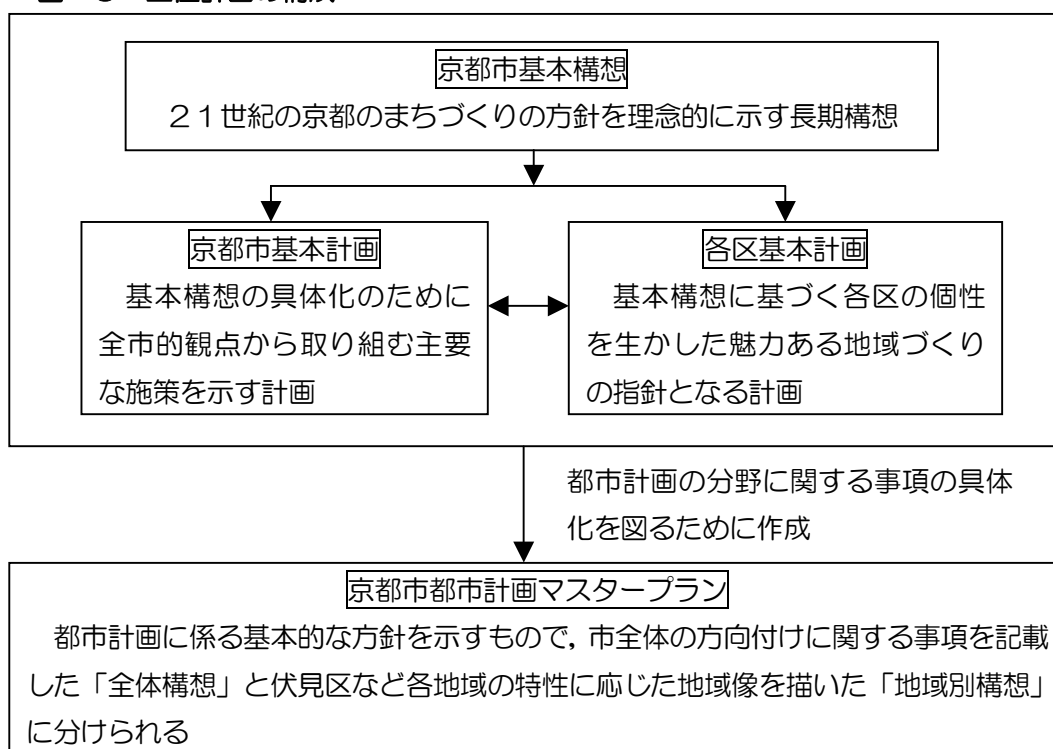 京都市基本構想
21世紀の京都のまちづくりの方針を理念的に示す長期構想
京都市基本計画
基本構想の具体化のために
全市的観点から取り組む主要
な施策を示す計画
各区基本計画
基本構想に基づく各区の個性
を生かした魅力ある地域づくり
の指針となる計画
都市計画の分野に関する事項の具体
化を図るために作成
京都市都市計画マスタープラン
都市計画に係る基本的な方針を示すもので,市全体の方向付けに関する事項を記載
した「全体構想」と伏見区など各地域の特性に応じた地域像を描いた「地域別構想」
に分けられる